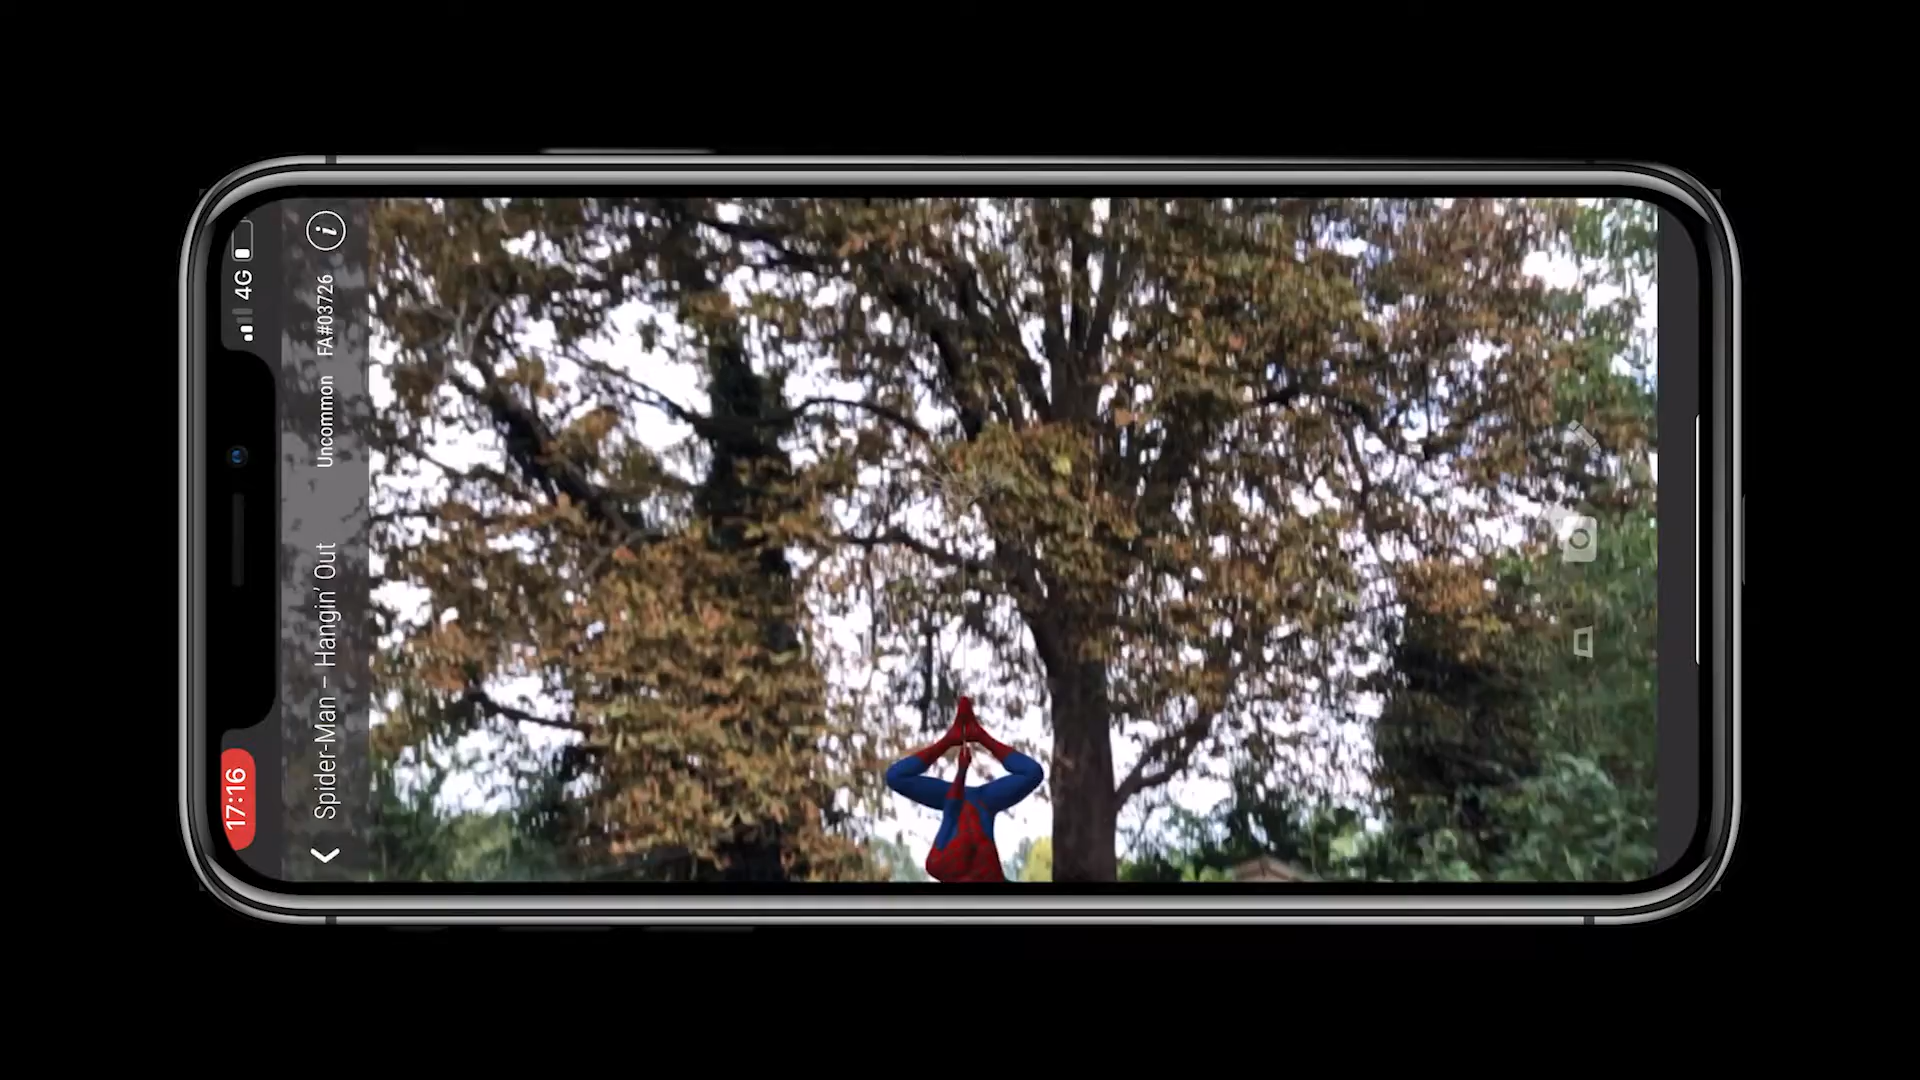 17:16
4G
Spider-Man – Hangin’ Out
Uncommon FA#03726